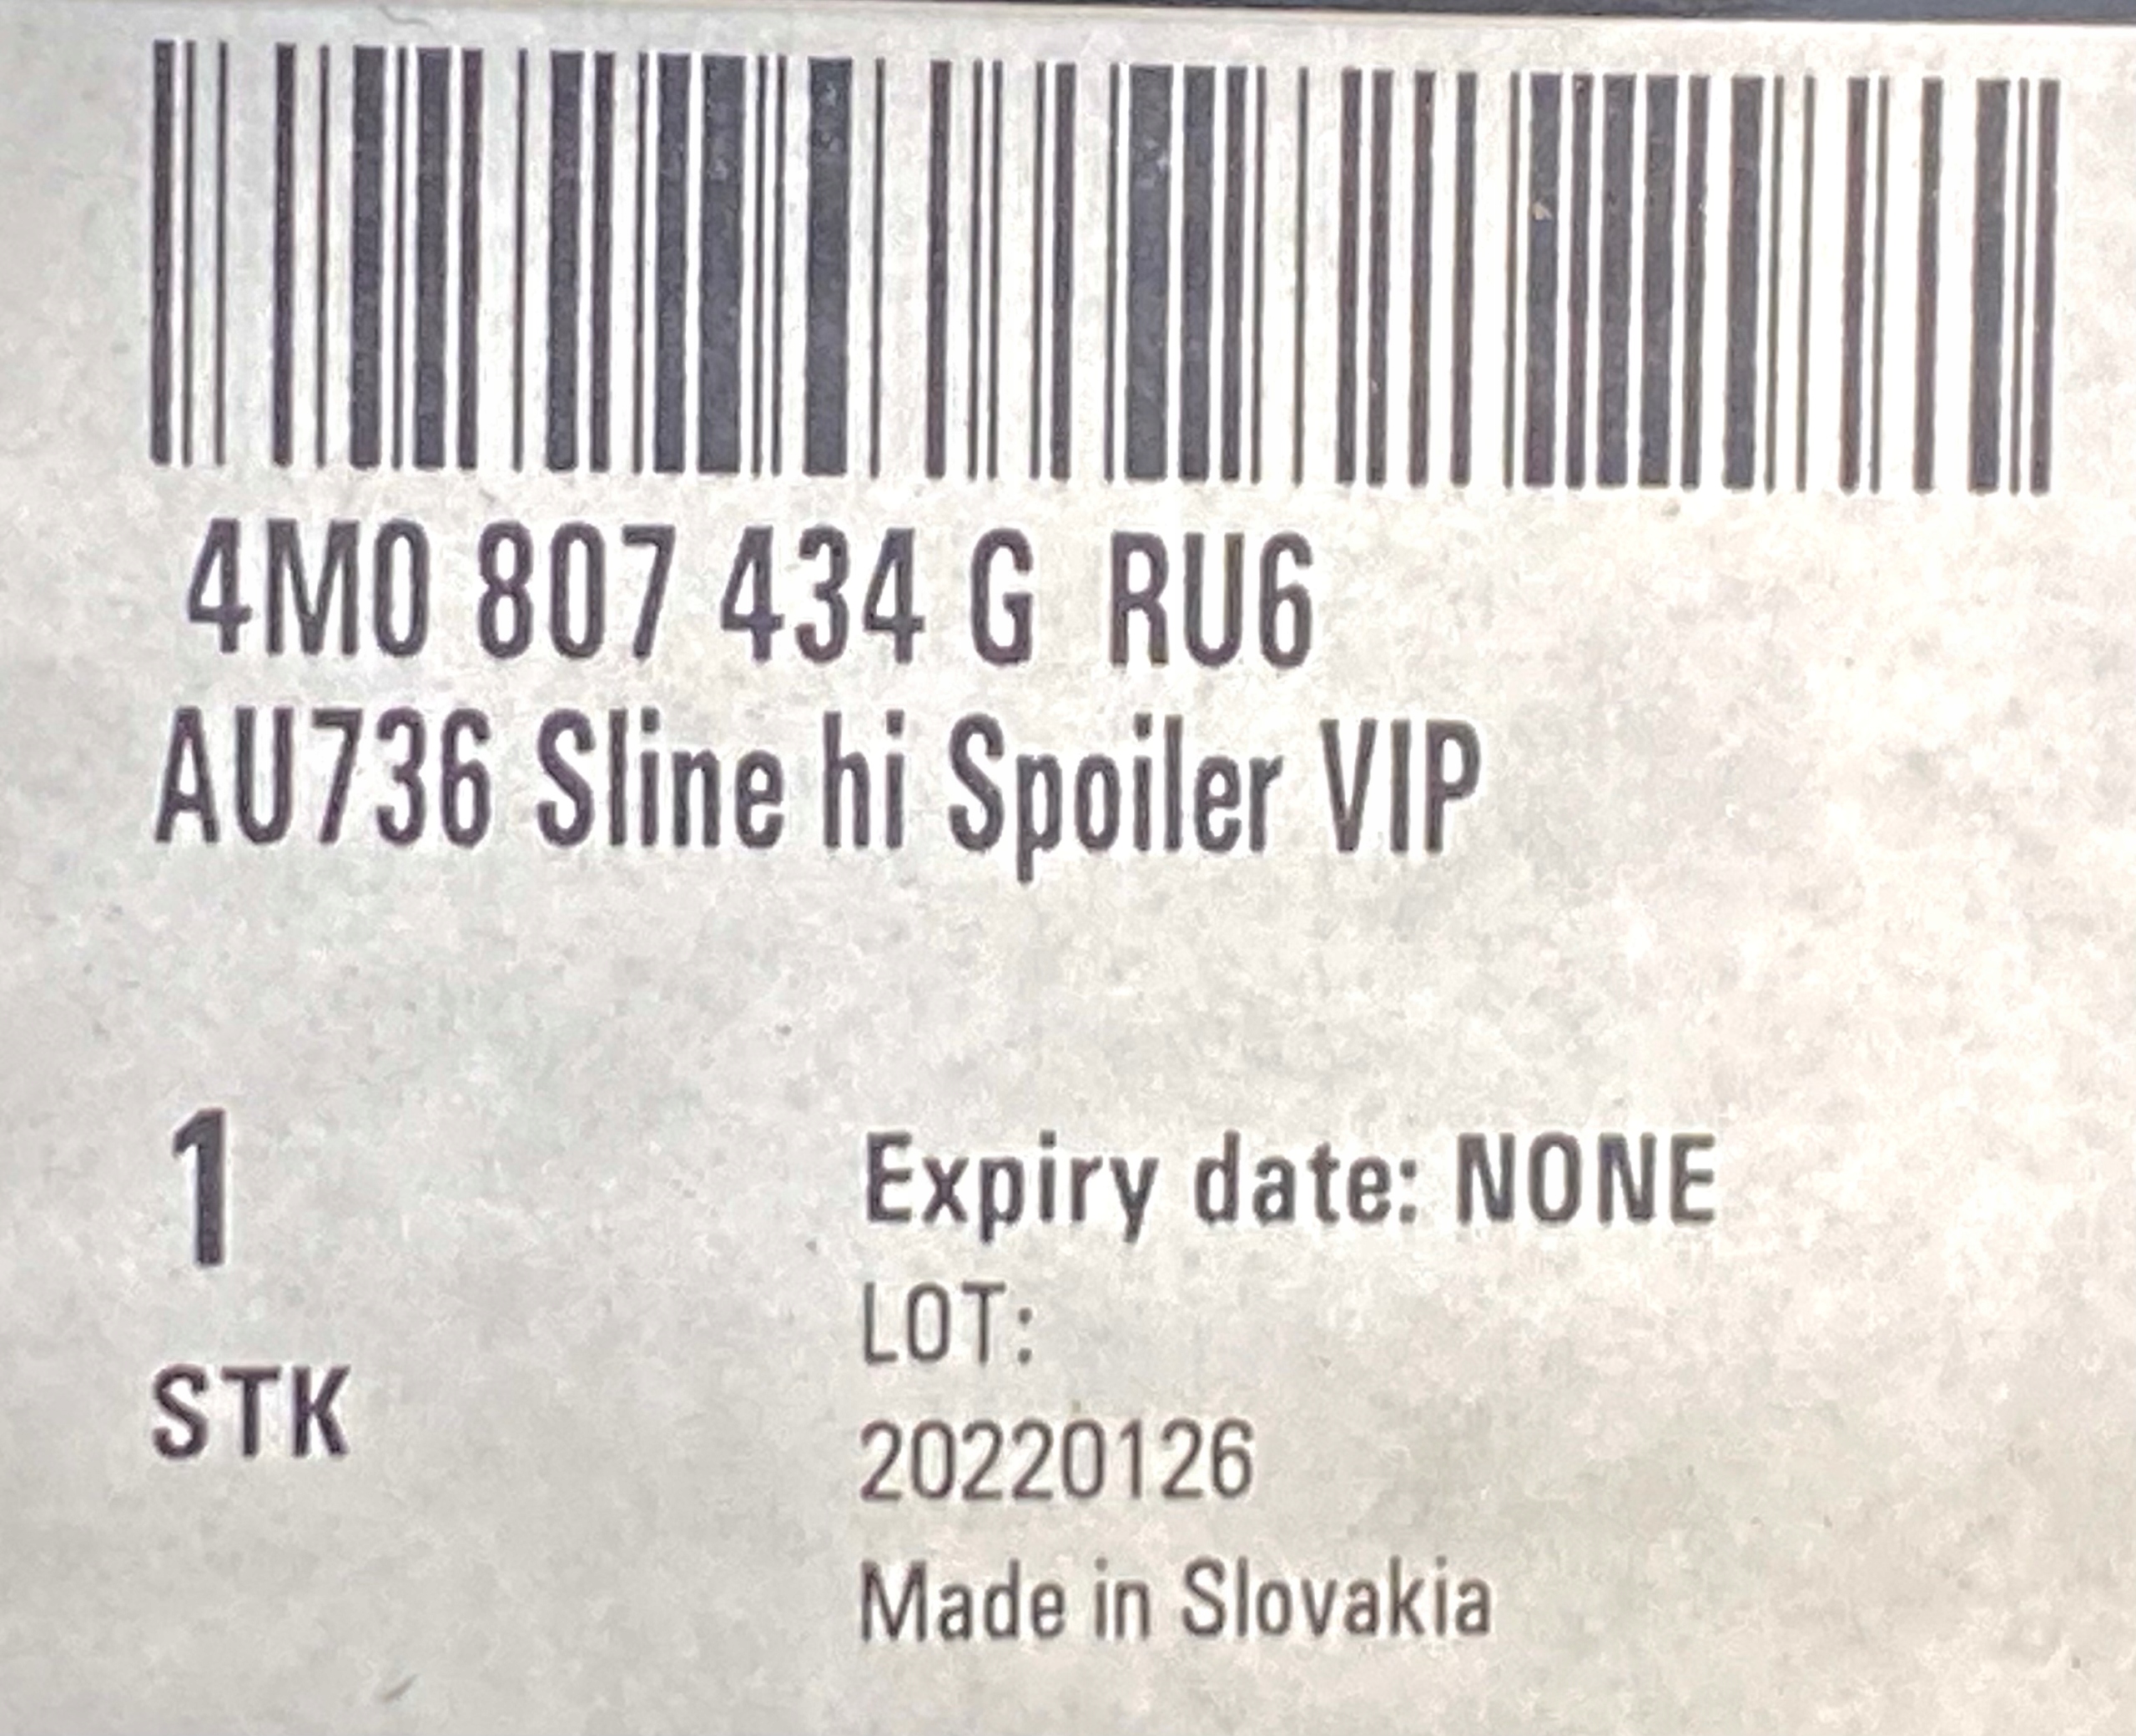 4M0 807 434 G RU6
AU736 Sline hi Spoiler VIP
1
STK
Expiry date: NONE
LOT:
20220126
Made in Slovakia